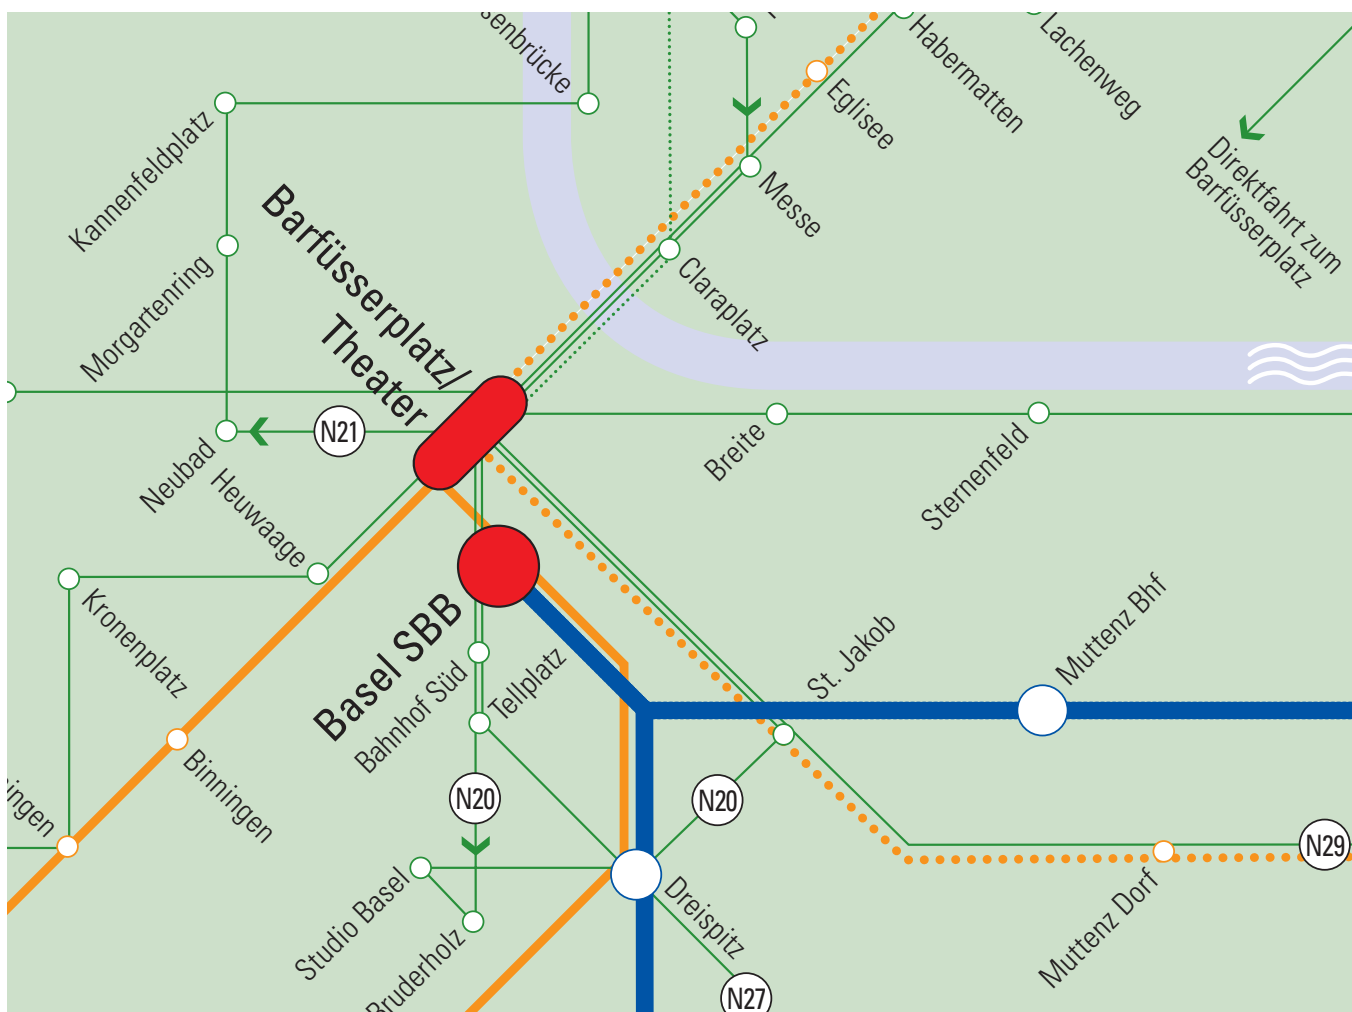 senbrücke
Habermatten
Lachenweg
Eglisee
Kannenfeldplatz
Messe
Direktfahrt zum
Barfüsserplatz
Morgartenring
Claraplatz
Barfüsserplatz/
Theater
N21
Neubad
Heuwaage
Breite
Sternenfeld
Kronenplatz
Basel SBB
Bahnhof Süd
Tellplatz
St. Jakob
Muttenz Bhf
Binningen
ingen
N20
N20
N29
Studio Basel
Bruderholz
Dreispitz
Muttenz Dorf
N27